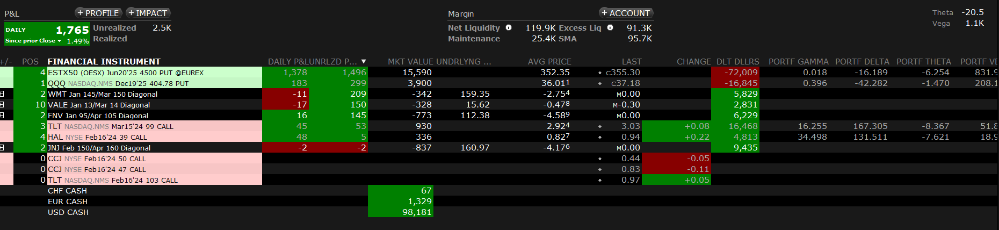 P&L + PROFILE + IMPACT Margin + ACCOUNT Theta -20.5
DAILY 1,765 Unrealized 2.5K Net Liquidity i 119.9K Excess Liq i 91.3K Vega 1.1K
Since prior Close ▾ 1.49% Realized Maintenance 25.4K SMA 95.7K
+/- POS FINANCIAL INSTRUMENT DAILY P&L UNRLZD P... ▼ MKT VALUE UNDRLYNG ... AVG PRICE LAST CHANGE DLT DLLRS PORTF GAMMA PORTF DELTA PORTF THETA PORTF VE
4 ESTX50 (OESX) Jun20'25 4500 PUT @EUREX 1,378 1,496 15,590 352.35 C355.30 -72,009 0.018 -16.189 -6.254 831.9
1 QQQ NASDAQ.NMS Dec19'25 404.78 PUT 183 299 3,900 36.011 C37.18 -16,845 0.396 -42.282 -1.470 208.1
2 WMT Jan 145/Mar 150 Diagonal -11 209 -342 159.35 -2.754 M0.00 5,829
10 VALE Jan 13/Mar 14 Diagonal -17 150 -328 15.62 -0.478 M-0.30 2,831
2 FNV Jan 95/Apr 105 Diagonal 16 145 -773 112.38 -4.589 M0.00 6,229
3 TLT NASDAQ.NMS Mar15'24 99 CALL 45 53 930 2.924 3.03 +0.08 16,468 16.255 167.305 -8.367 51.8
4 HAL NYSE Feb16'24 39 CALL 48 5 336 0.827 0.94 +0.22 4,813 34.498 131.511 -7.621 18.9
2 JNJ Feb 150/Apr 160 Diagonal -2 -2 -837 160.97 -4.176 M0.00 9,435
0 CCJ NYSE Feb16'24 50 CALL 0.44 -0.05
0 CCJ NYSE Feb16'24 47 CALL 0.83 -0.11
0 TLT NASDAQ.NMS Feb16'24 103 CALL 0.97 +0.05
CHF CASH 67
EUR CASH 1,329
USD CASH 98,181